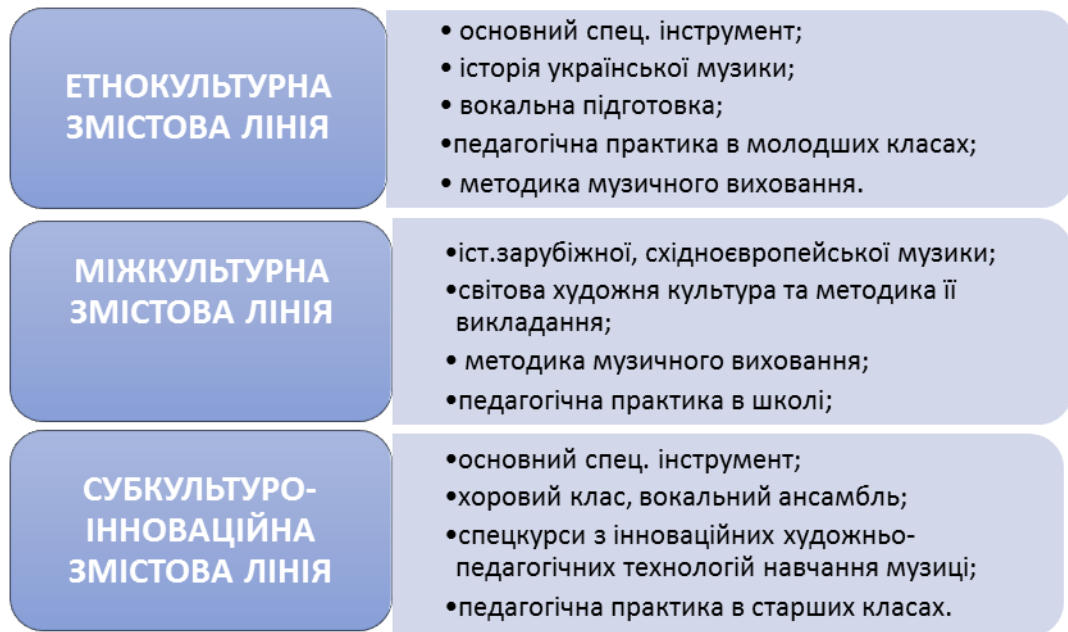 ЕТНОКУЛЬТУРНА
ЗМІСТОВА ЛІНІЯ
• основний спец. інструмент;
• історія української музики;
• вокальна підготовка;
•педагогічна практика в молодших класах;
• методика музичного виховання.
МІЖКУЛЬТУРНА
ЗМІСТОВА ЛІНІЯ
•іст.зарубіжної, східноєвропейської музики;
•світова художня культура та методика її
викладання;
• методика музичного виховання;
•педагогічна практика в школі;
СУБКУЛЬТУРО-
ІННОВАЦІЙНА
ЗМІСТОВА ЛІНІЯ
•основний спец. інструмент;
•хоровий клас, вокальний ансамбль;
•спецкурси з інноваційних художньо-
педагогічних технологій навчання музиці;
•педагогічна практика в старших класах.